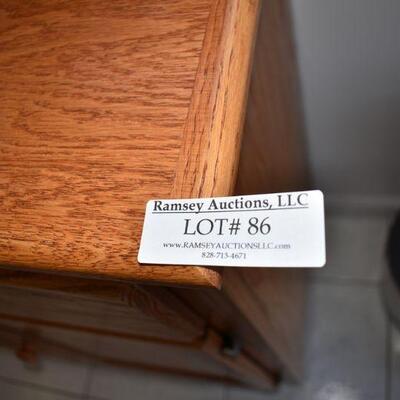 Ramsey Auctions, LLC
LOT# 86
www.RAMSEYAUCTIONSLLC.com
828-713-4671